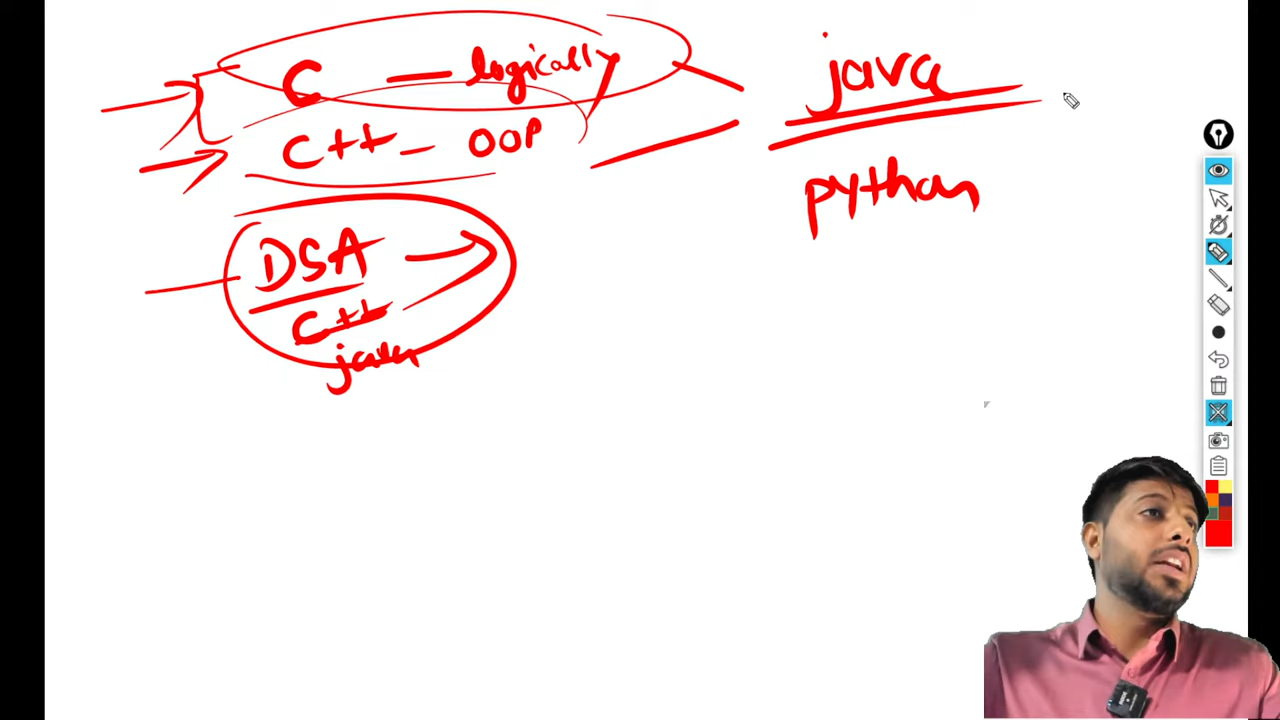 C — logically
C++ - OOP
DSA
C++
java
java
python